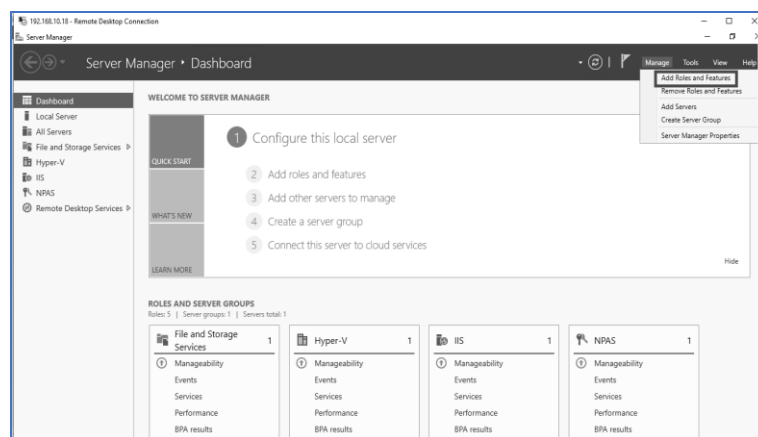 192.168.10.18 - Remote Desktop Connection
Server Manager
Server Manager • Dashboard
Manage Tools View Help
Add Roles and Features
Remove Roles and Features
Add Servers
Create Server Group
Server Manager Properties
Dashboard
Local Server
All Servers
File and Storage Services
Hyper-V
IIS
NPAS
Remote Desktop Services
WELCOME TO SERVER MANAGER
QUICK START
WHAT'S NEW
LEARN MORE
1 Configure this local server
2 Add roles and features
3 Add other servers to manage
4 Create a server group
5 Connect this server to cloud services
Hide
ROLES AND SERVER GROUPS
Roles: 5 | Server groups: 1 | Servers total: 1
File and Storage
Services 1
Manageability
Events
Services
Performance
BPA results
Hyper-V 1
Manageability
Events
Services
Performance
BPA results
IIS 1
Manageability
Events
Services
Performance
BPA results
NPAS 1
Manageability
Events
Services
Performance
BPA results